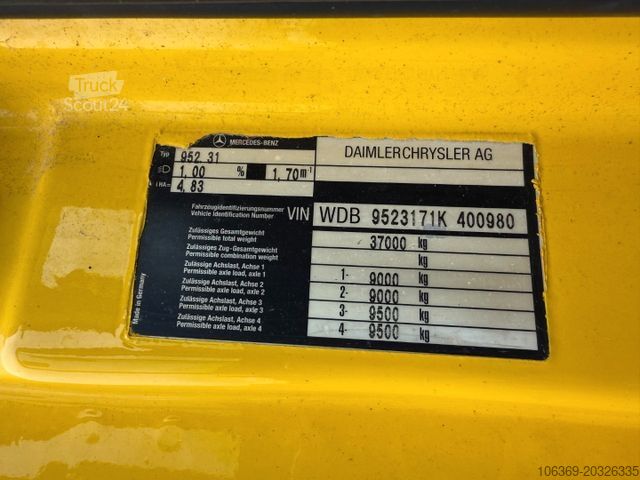 Truck
Scout24
MERCEDES-BENZ
Typ 952.31
1,00 % 1,70m⁻¹
i HA= 4,83
DAIMLERCHRYSLER AG
Fahrzeugidentifizierungsnummer
Vehicle Identification Number
VIN WDB 9523171K 400980
Zulässiges Gesamtgewicht
Permissible total weight
37000 kg
Zulässiges Zug-Gesamtgewicht
Permissible combination weight
kg
Zulässige Achslast, Achse 1
Permissible axle load, axle 1
1- 9000 kg
Zulässige Achslast, Achse 2
Permissible axle load, axle 2
2- 9000 kg
Zulässige Achslast, Achse 3
Permissible axle load, axle 3
3- 9500 kg
Zulässige Achslast, Achse 4
Permissible axle load, axle 4
4- 9500 kg
Made in Germany
106369-20326335